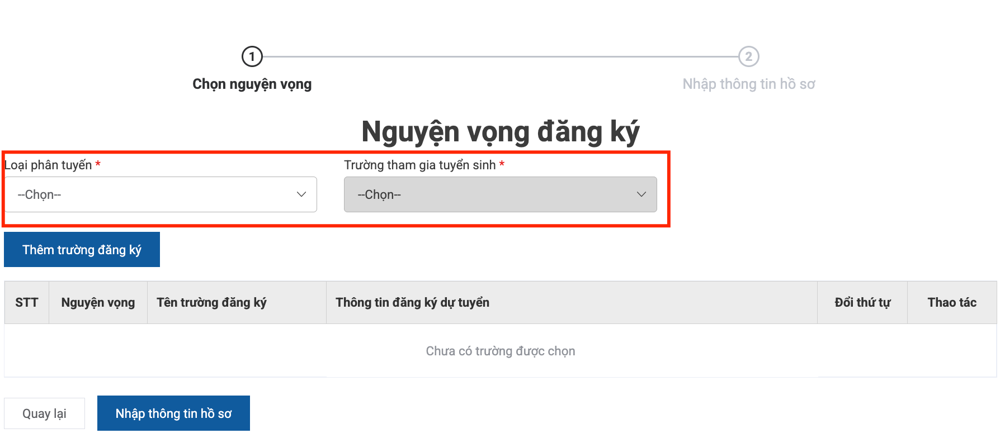 1
2
Chọn nguyện vọng
Nhập thông tin hồ sơ
Nguyện vọng đăng ký
Loại phân tuyến *
Trường tham gia tuyển sinh *
--Chọn--
--Chọn--
Thêm trường đăng ký
STT
Nguyện vọng
Tên trường đăng ký
Thông tin đăng ký dự tuyển
Đổi thứ tự
Thao tác
Chưa có trường được chọn
Quay lại
Nhập thông tin hồ sơ